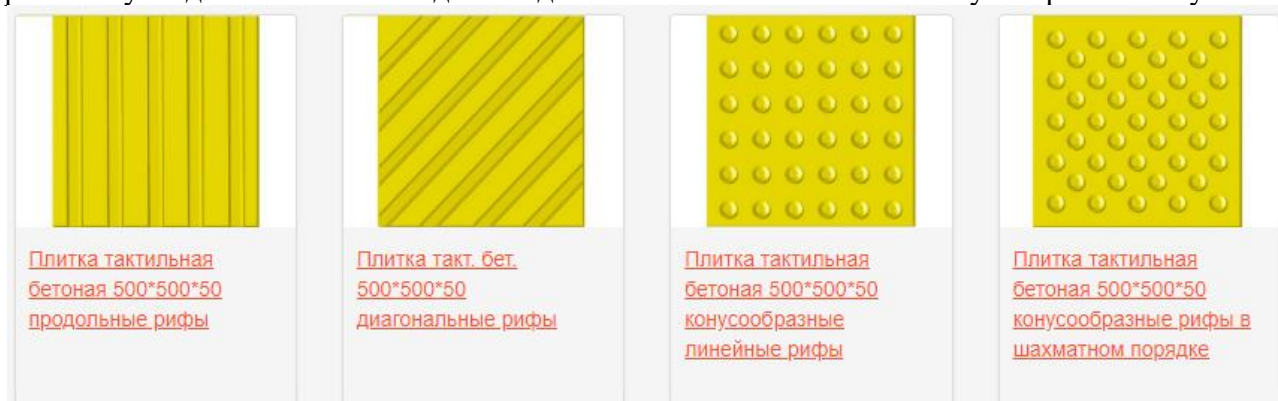 Плитка тактильная
бетоная 500*500*50
продольные рифы
Плитка такт. бет.
500*500*50
диагональные рифы
Плитка тактильная
бетоная 500*500*50
конусообразные
линейные рифы
Плитка тактильная
бетоная 500*500*50
конусообразные рифы в
шахматном порядке